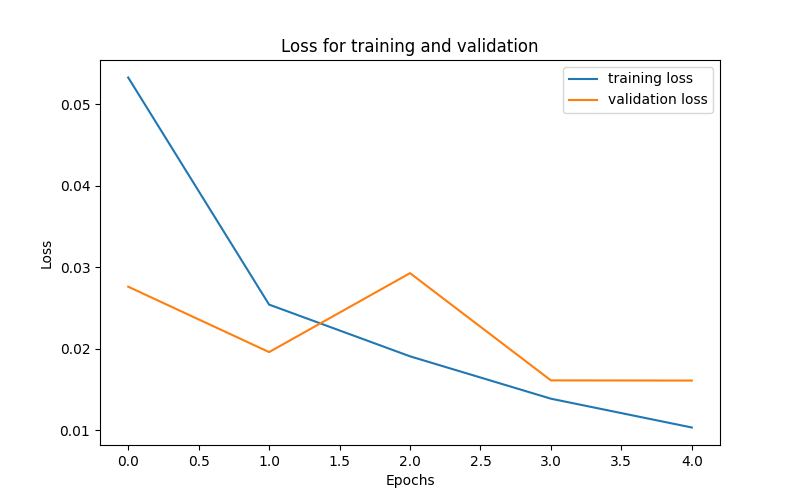 Loss for training and validation
training loss
validation loss
0.05
0.04
0.03
0.02
0.01
Loss
0.0 0.5 1.0 1.5 2.0 2.5 3.0 3.5 4.0
Epochs